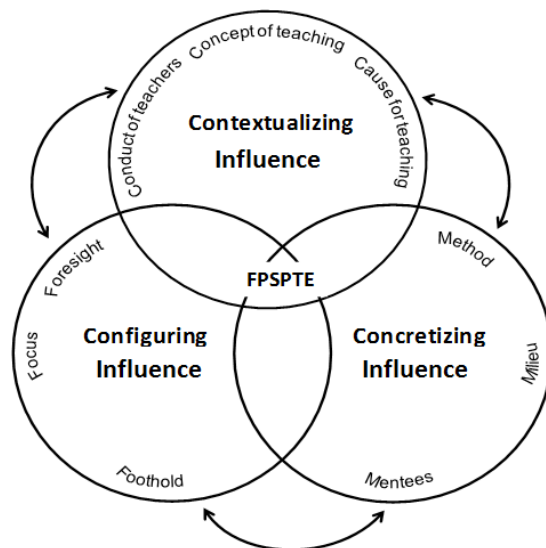 Conduct of teachers
Concept of teaching
Cause for teaching
Contextualizing
Influence
Foresight
Focus
Foothold
Configuring
Influence
FPSPTE
Method
Milieu
Mentees
Concretizing
Influence